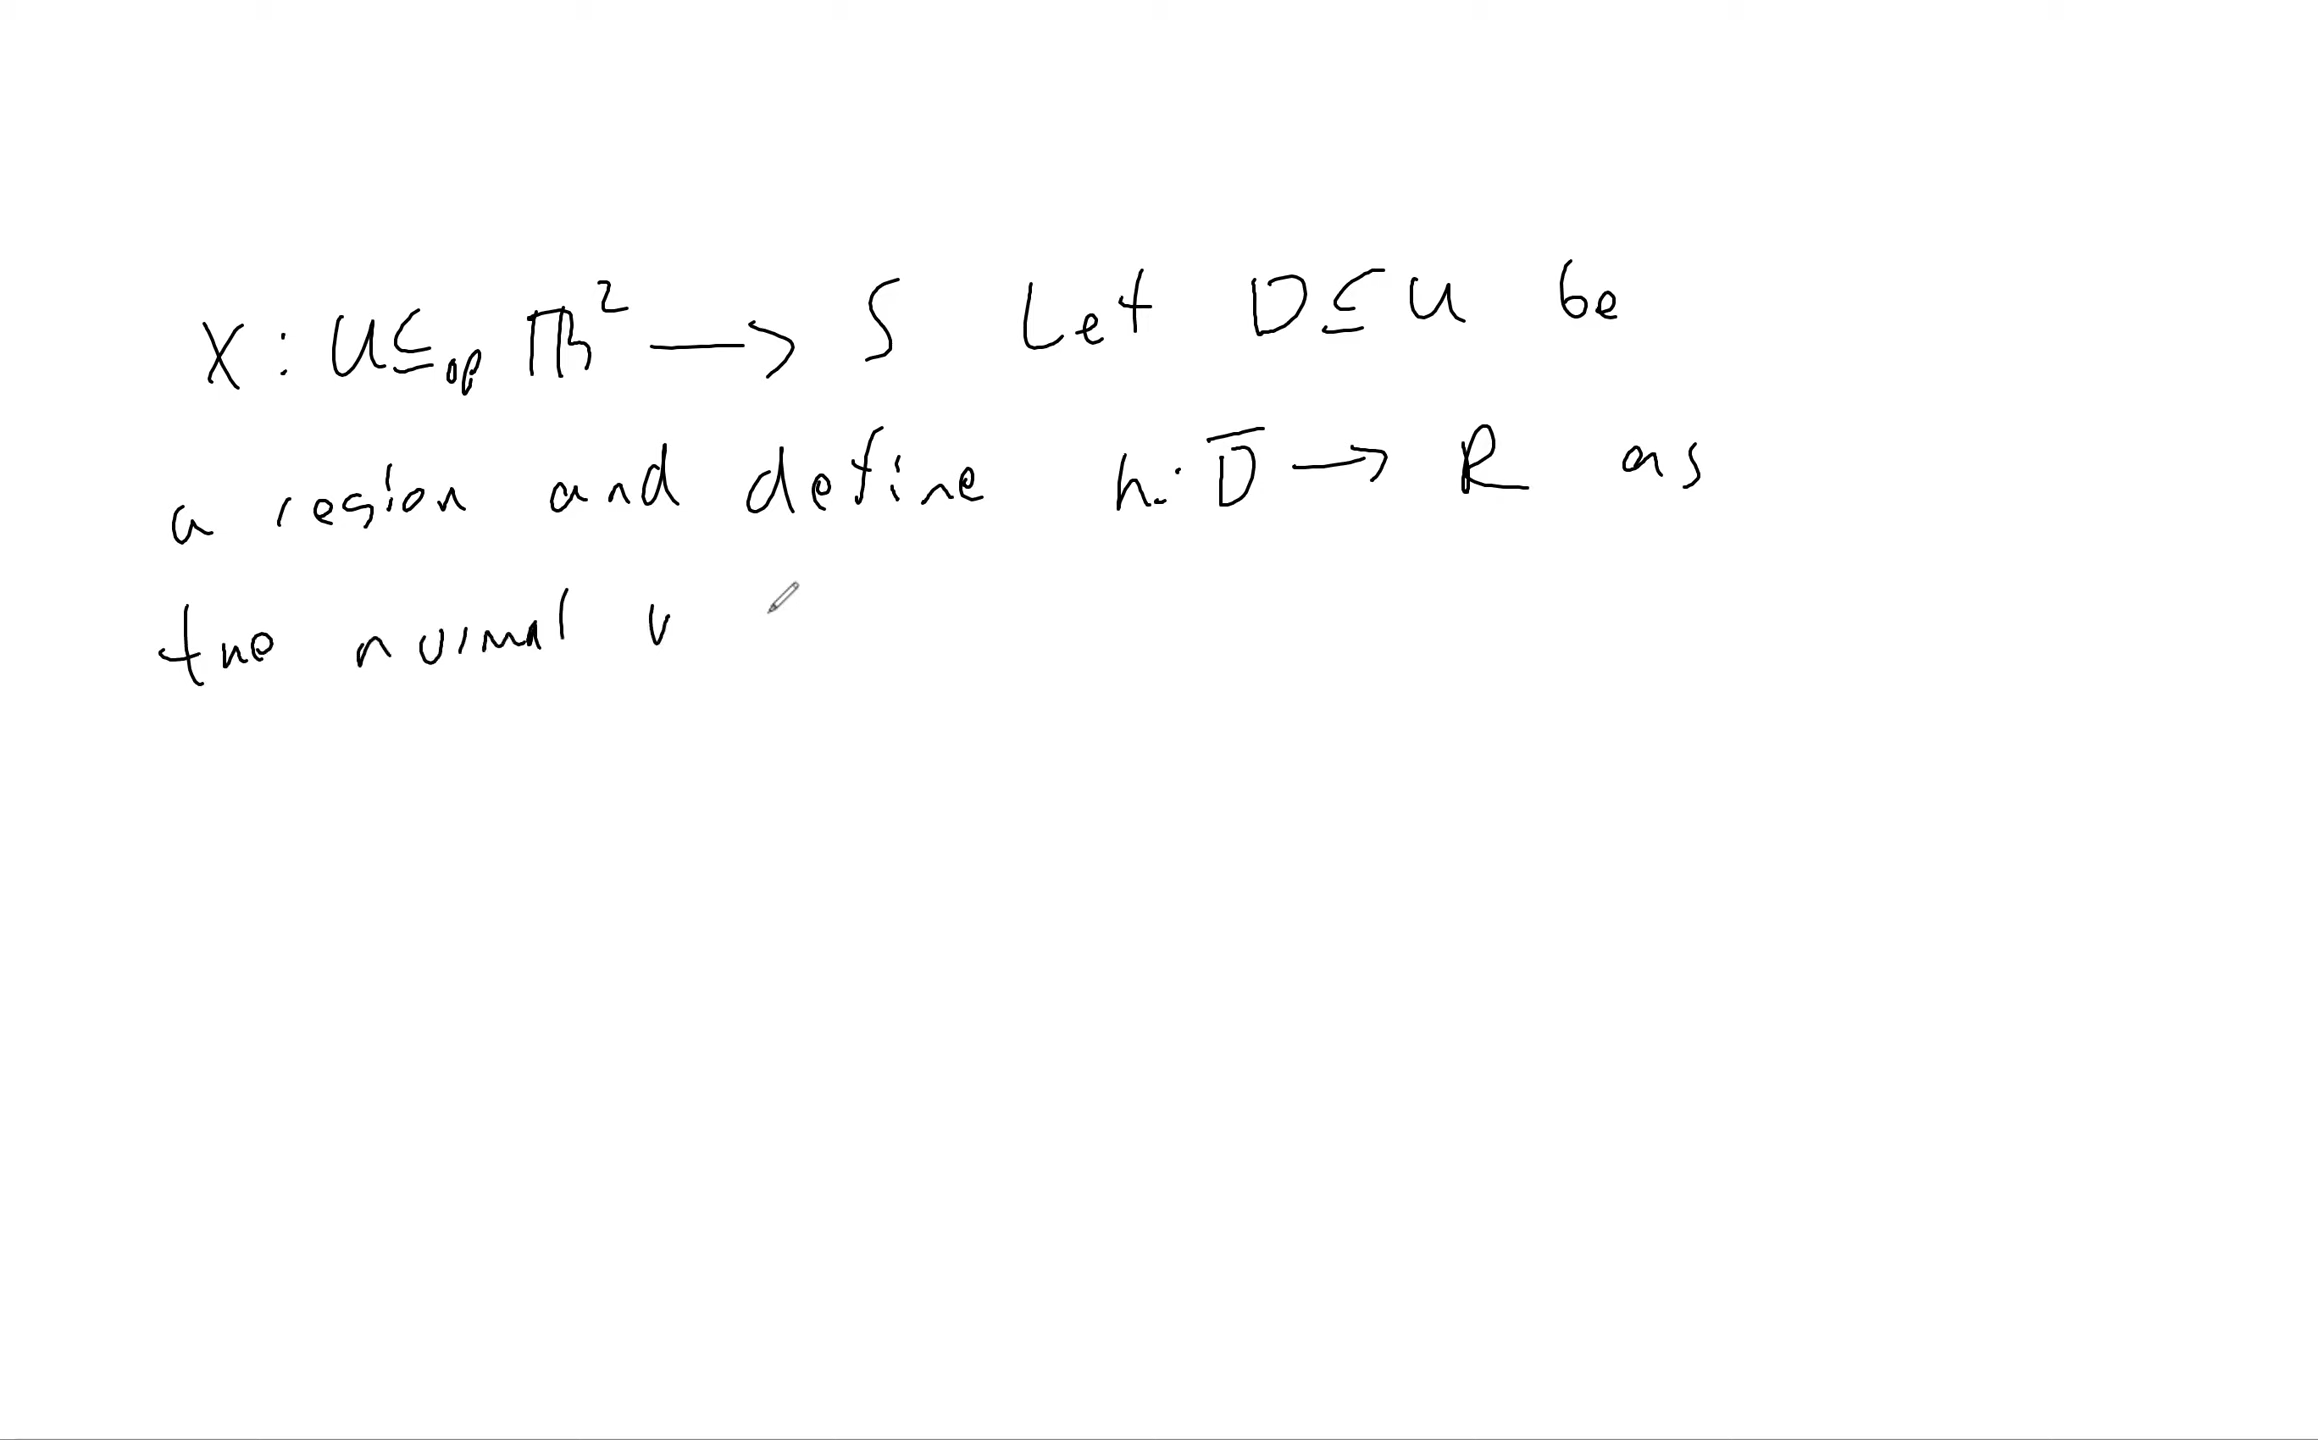 X : U ⊆op ℝ² → S Let D ⊆ U be
a region and define h : D̅ → R as
the normal v